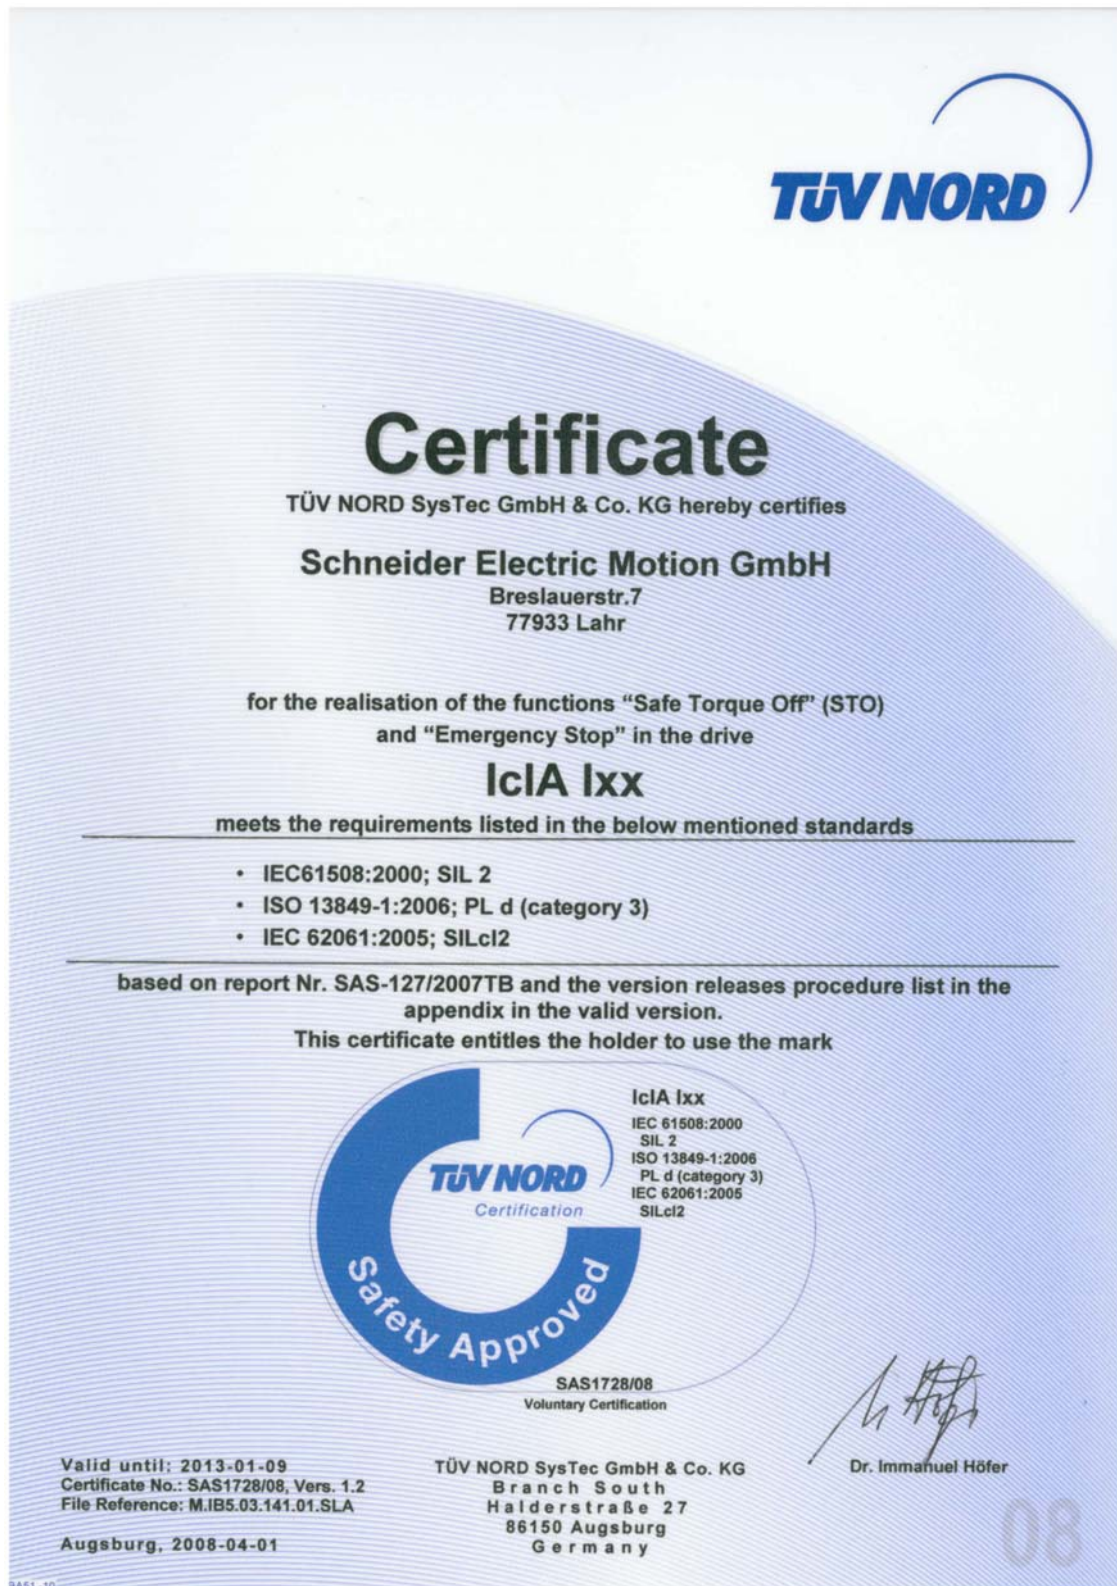 TÜV NORD
Certificate
TÜV NORD SysTec GmbH & Co. KG hereby certifies
Schneider Electric Motion GmbH
Breslauerstr.7
77933 Lahr
for the realisation of the functions “Safe Torque Off” (STO)
and “Emergency Stop” in the drive
IclA Ixx
meets the requirements listed in the below mentioned standards
• IEC61508:2000; SIL 2
• ISO 13849-1:2006; PL d (category 3)
• IEC 62061:2005; SILcl2
based on report Nr. SAS-127/2007TB and the version releases procedure list in the
appendix in the valid version.
This certificate entitles the holder to use the mark
TÜV NORD
Certification
Safety Approved
IclA Ixx
IEC 61508:2000
SIL 2
ISO 13849-1:2006
PL d (category 3)
IEC 62061:2005
SILcl2
SAS1728/08
Voluntary Certification
Valid until: 2013-01-09
Certificate No.: SAS1728/08, Vers. 1.2
File Reference: M.IB5.03.141.01.SLA
Augsburg, 2008-04-01
TÜV NORD SysTec GmbH & Co. KG
Branch South
Halderstraße 27
86150 Augsburg
Germany
Dr. Immanuel Höfer
08